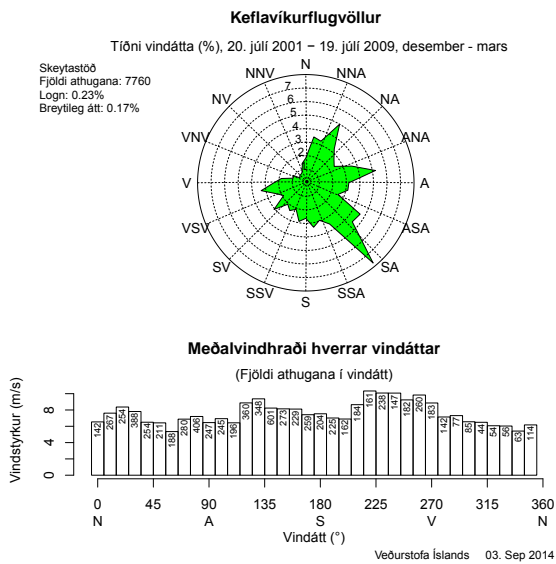 Keflavíkurflugvöllur
Tíðni vindátta (%), 20. júlí 2001 − 19. júlí 2009, desember - mars
Skeytastöð
Fjöldi athugana: 7760
Logn: 0.23%
Breytileg átt: 0.17%
N
NNA
NA
ANA
A
ASA
SA
SSA
S
SSV
SV
VSV
V
VNV
NV
NNV
7
6
5
4
3
2
1
0
Meðalvindhraði hverrar vindáttar
(Fjöldi athugana í vindátt)
Vindstyrkur (m/s)
8
4
0
142 267 254 388 254 211 188 280 406 247 245 196 360 348 601 273 229 259 204 225 162 184 161 238 147 182 260 183 142 77 85 44 54 56 63 114
0 45 90 135 180 225 270 315 360
N A S V N
Vindátt (°)
Veðurstofa Íslands 03. Sep 2014